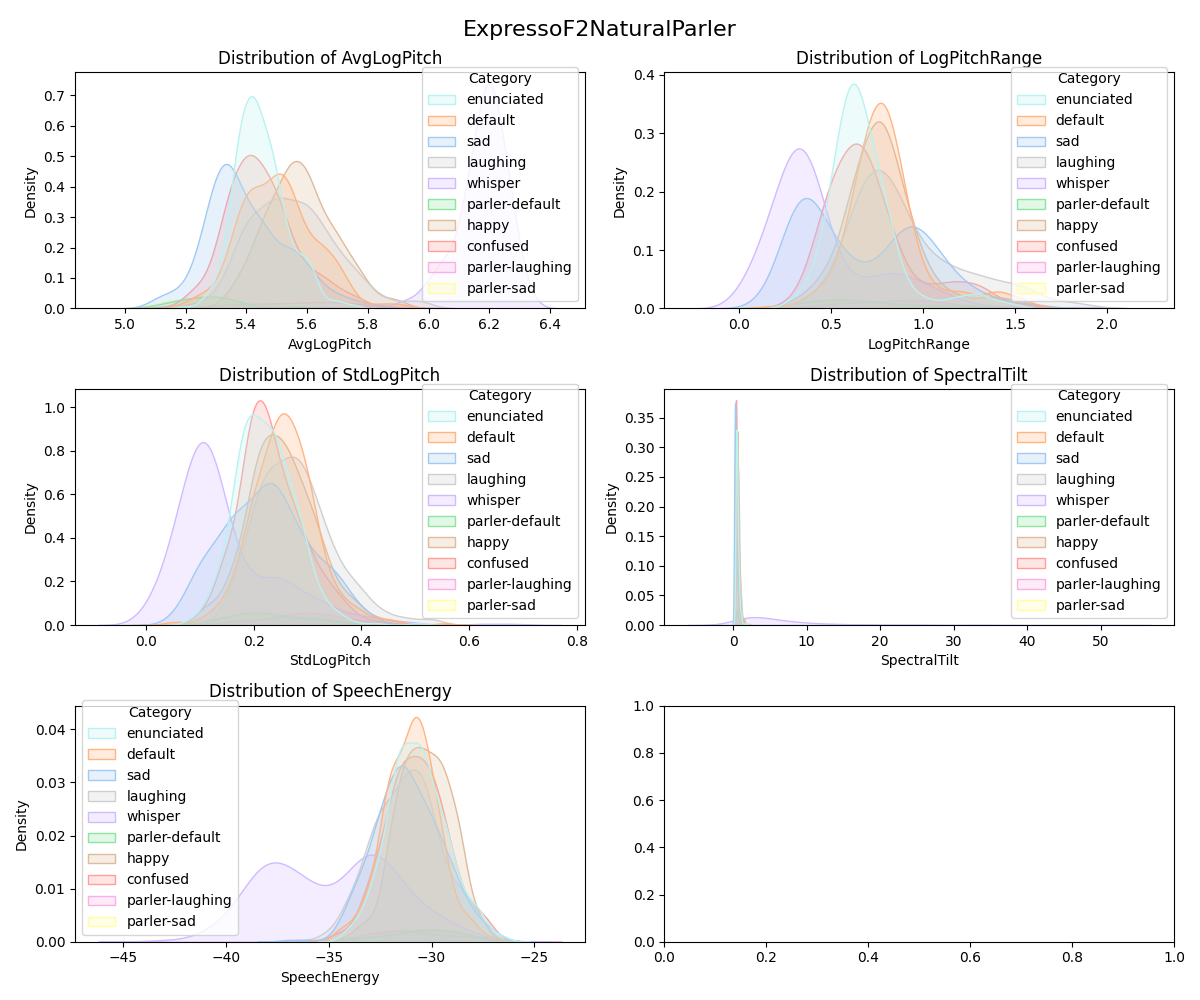 ExpressoF2NaturalParler
Distribution of AvgLogPitch
Density
0.7
0.6
0.5
0.4
0.3
0.2
0.1
0.0
5.0 5.2 5.4 5.6 5.8 6.0 6.2 6.4
AvgLogPitch
Category
enunciated
default
sad
laughing
whisper
parler-default
happy
confused
parler-laughing
parler-sad
Distribution of LogPitchRange
Density
0.4
0.3
0.2
0.1
0.0
0.0 0.5 1.0 1.5 2.0
LogPitchRange
Category
enunciated
default
sad
laughing
whisper
parler-default
happy
confused
parler-laughing
parler-sad
Distribution of StdLogPitch
Density
1.0
0.8
0.6
0.4
0.2
0.0
0.0 0.2 0.4 0.6 0.8
StdLogPitch
Category
enunciated
default
sad
laughing
whisper
parler-default
happy
confused
parler-laughing
parler-sad
Distribution of SpectralTilt
Density
0.35
0.30
0.25
0.20
0.15
0.10
0.05
0.00
0 10 20 30 40 50
SpectralTilt
Category
enunciated
default
sad
laughing
whisper
parler-default
happy
confused
parler-laughing
parler-sad
Distribution of SpeechEnergy
Density
0.04
0.03
0.02
0.01
0.00
−45 −40 −35 −30 −25
SpeechEnergy
Category
enunciated
default
sad
laughing
whisper
parler-default
happy
confused
parler-laughing
parler-sad
1.0
0.8
0.6
0.4
0.2
0.0
0.0 0.2 0.4 0.6 0.8 1.0